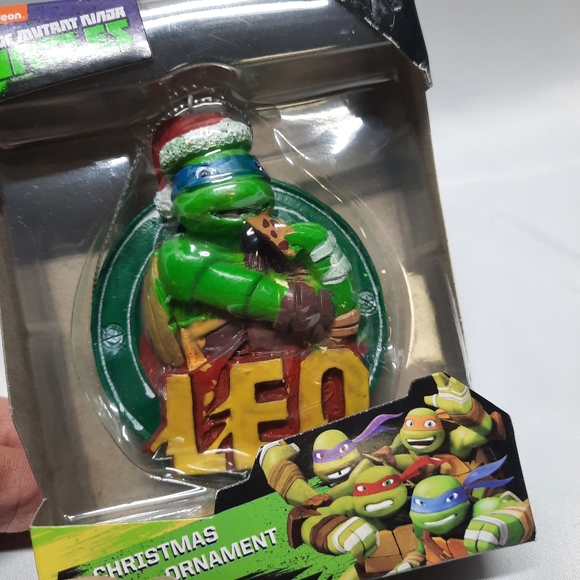 MUTANT NINJA
LEO
CHRISTMAS
ORNAMENT